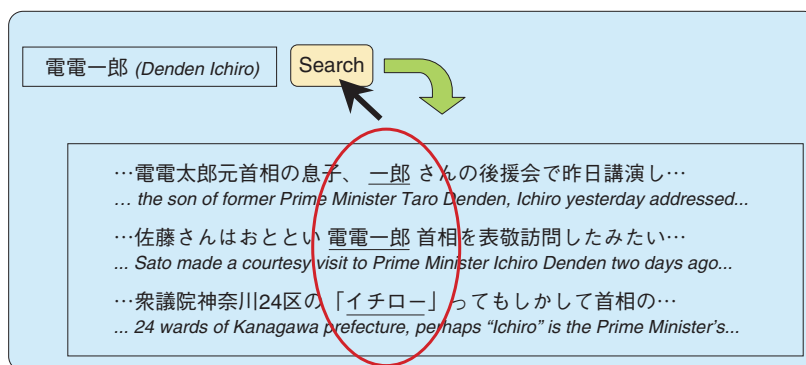 電電一郎 (Denden Ichiro)
Search
…電電太郎元首相の息子、 一郎 さんの後援会で昨日講演し…
… the son of former Prime Minister Taro Denden, Ichiro yesterday addressed...
…佐藤さんはおととい 電電一郎 首相を表敬訪問したみたい…
... Sato made a courtesy visit to Prime Minister Ichiro Denden two days ago...
…衆議院神奈川24区の「イチロー」ってもしかして首相の…
... 24 wards of Kanagawa prefecture, perhaps “Ichiro” is the Prime Minister's...